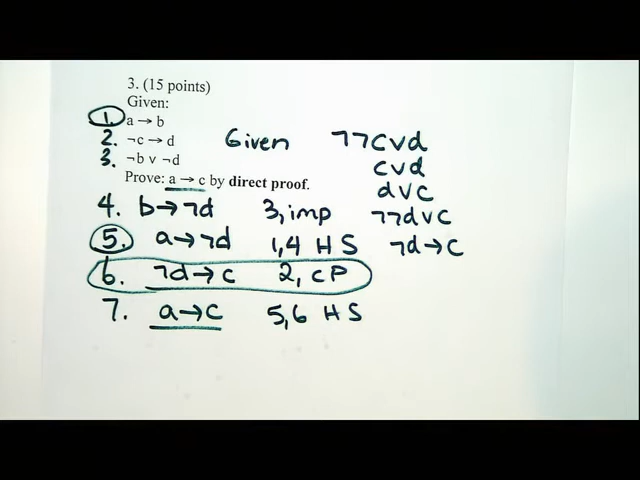 3. (15 points)
Given:
1. a → b
2. ¬c → d Given ¬¬c∨d
3. ¬b ∨ ¬d c∨d
Prove: a → c by direct proof. d∨c
4. b→¬d 3, imp ¬¬d∨c
5. a→¬d 1,4 HS ¬d→c
6. ¬d→c 2, CP
7. a→c 5,6 HS